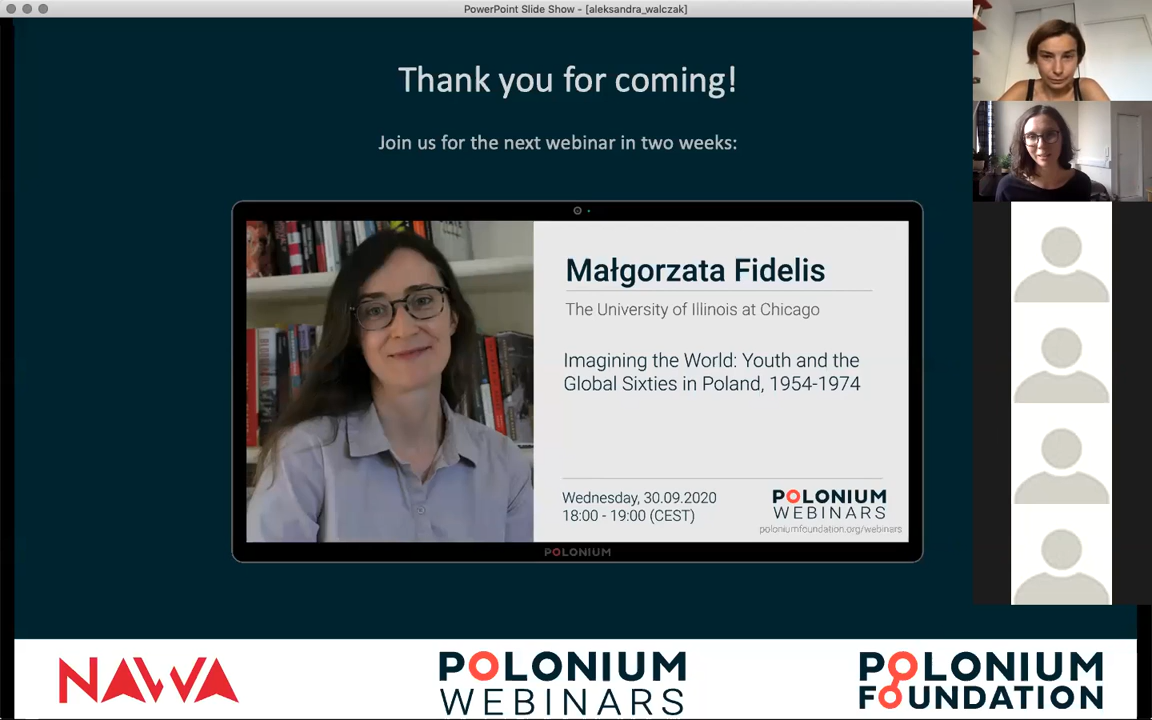 PowerPoint Slide Show - [aleksandra_walczak]
Thank you for coming!
Join us for the next webinar in two weeks:
Małgorzata Fidelis
The University of Illinois at Chicago
Imagining the World: Youth and the
Global Sixties in Poland, 1954-1974
Wednesday, 30.09.2020
18:00 - 19:00 (CEST)
POLONIUM
WEBINARS
poloniumfoundation.org/webinars
POLONIUM
NAWA
POLONIUM
WEBINARS
POLONIUM
FOUNDATION